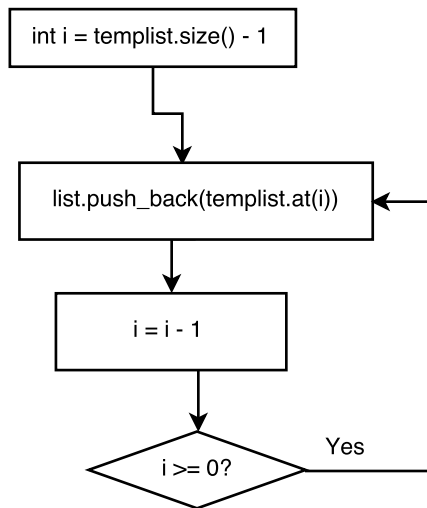 int i = templist.size() - 1
list.push_back(templist.at(i))
i = i - 1
i >= 0?
Yes